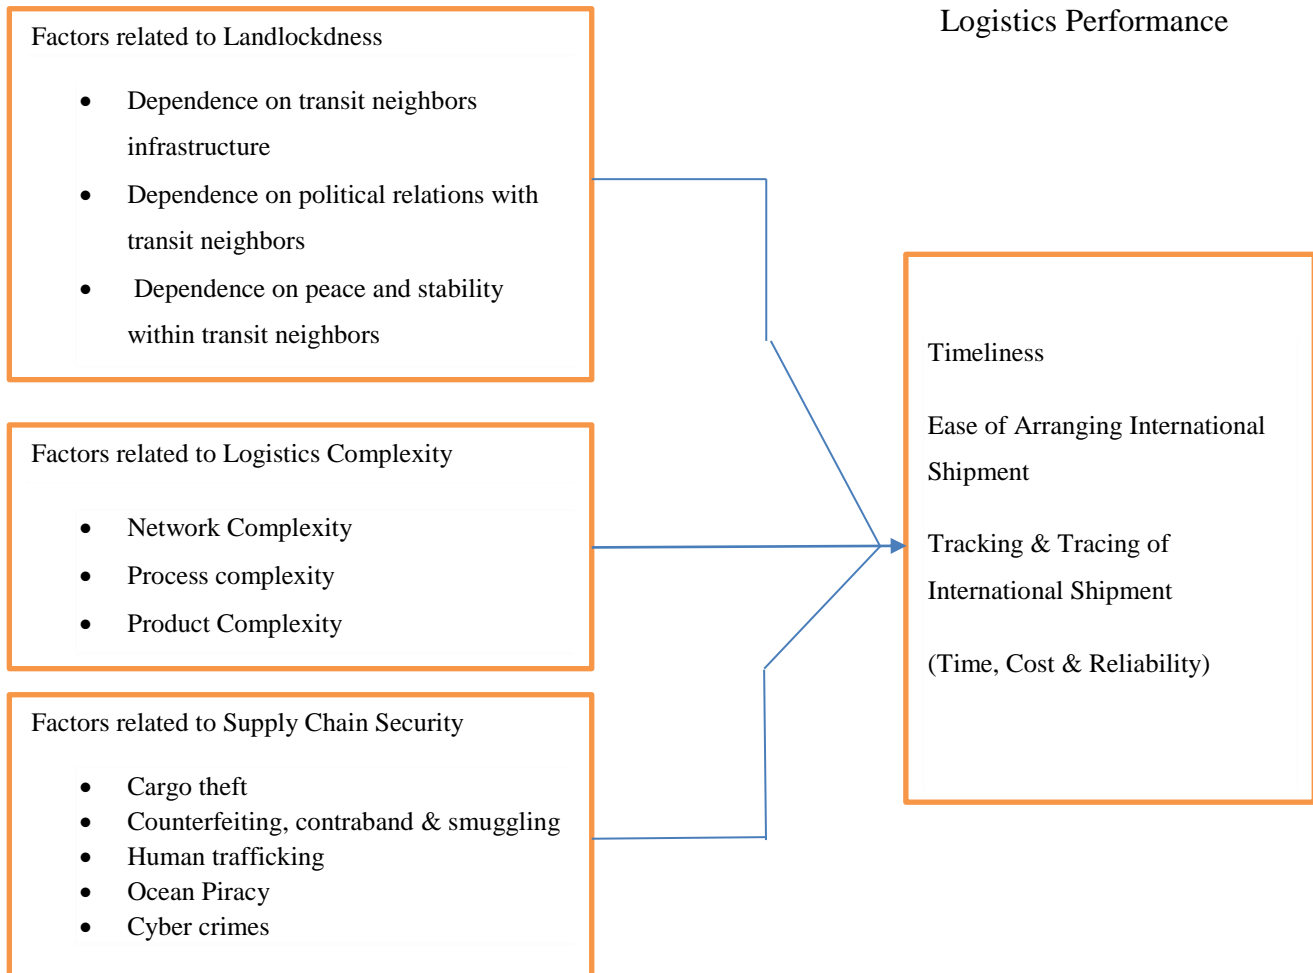 Logistics Performance
Factors related to Landlockdness
• Dependence on transit neighbors
infrastructure
• Dependence on political relations with
transit neighbors
• Dependence on peace and stability
within transit neighbors
Factors related to Logistics Complexity
• Network Complexity
• Process complexity
• Product Complexity
Factors related to Supply Chain Security
• Cargo theft
• Counterfeiting, contraband & smuggling
• Human trafficking
• Ocean Piracy
• Cyber crimes
Timeliness
Ease of Arranging International
Shipment
Tracking & Tracing of
International Shipment
(Time, Cost & Reliability)